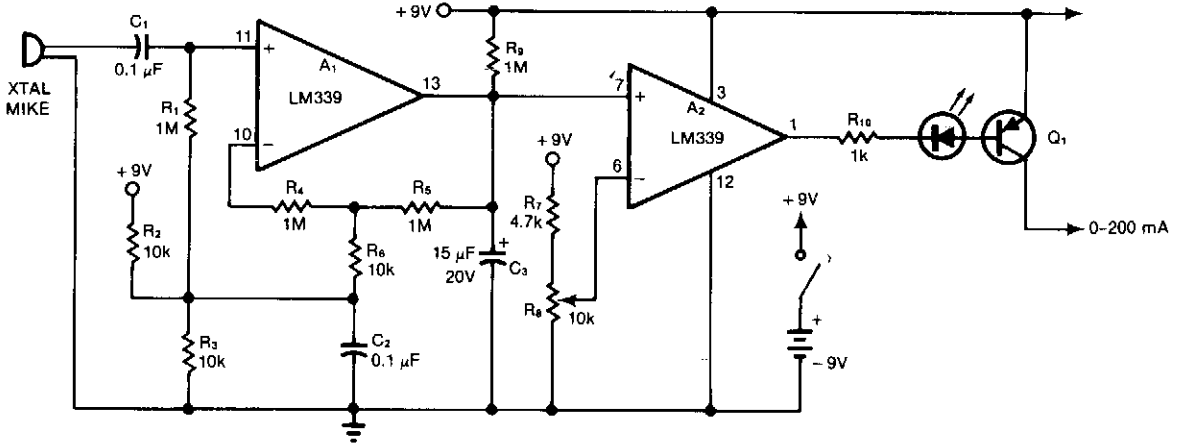 XTAL
MIKE
C₁
0.1 µF
R₁
1M
+9V
R₂
10k
R₃
10k
11
+
10
−
A₁
LM339
13
R₄
1M
R₅
1M
R₆
10k
C₂
0.1 µF
+9V
R₉
1M
+
15 µF
20V
C₃
+9V
R₇
4.7k
R₈
10k
7
+
6
−
A₂
LM339
3
12
1
R₁₀
1k
Q₁
+9V
+
−9V
0-200 mA